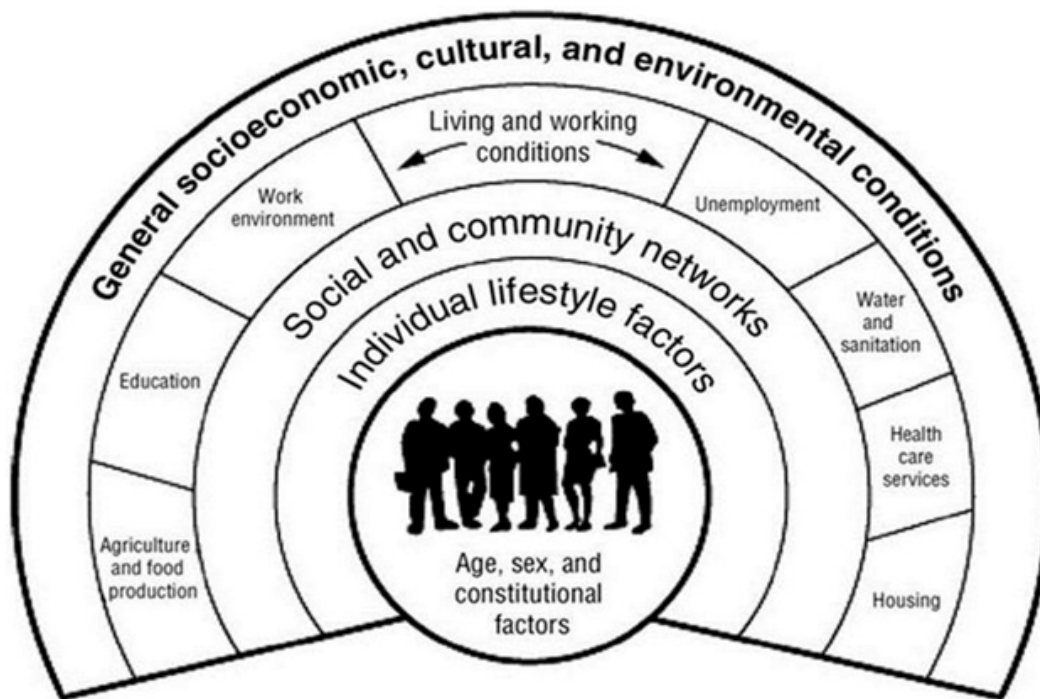 General socioeconomic, cultural, and environmental conditions
Living and working
conditions
Work
environment
Unemployment
Social and community networks
Individual lifestyle factors
Education
Water
and
sanitation
Agriculture
and food
production
Health
care
services
Housing
Age, sex, and
constitutional
factors